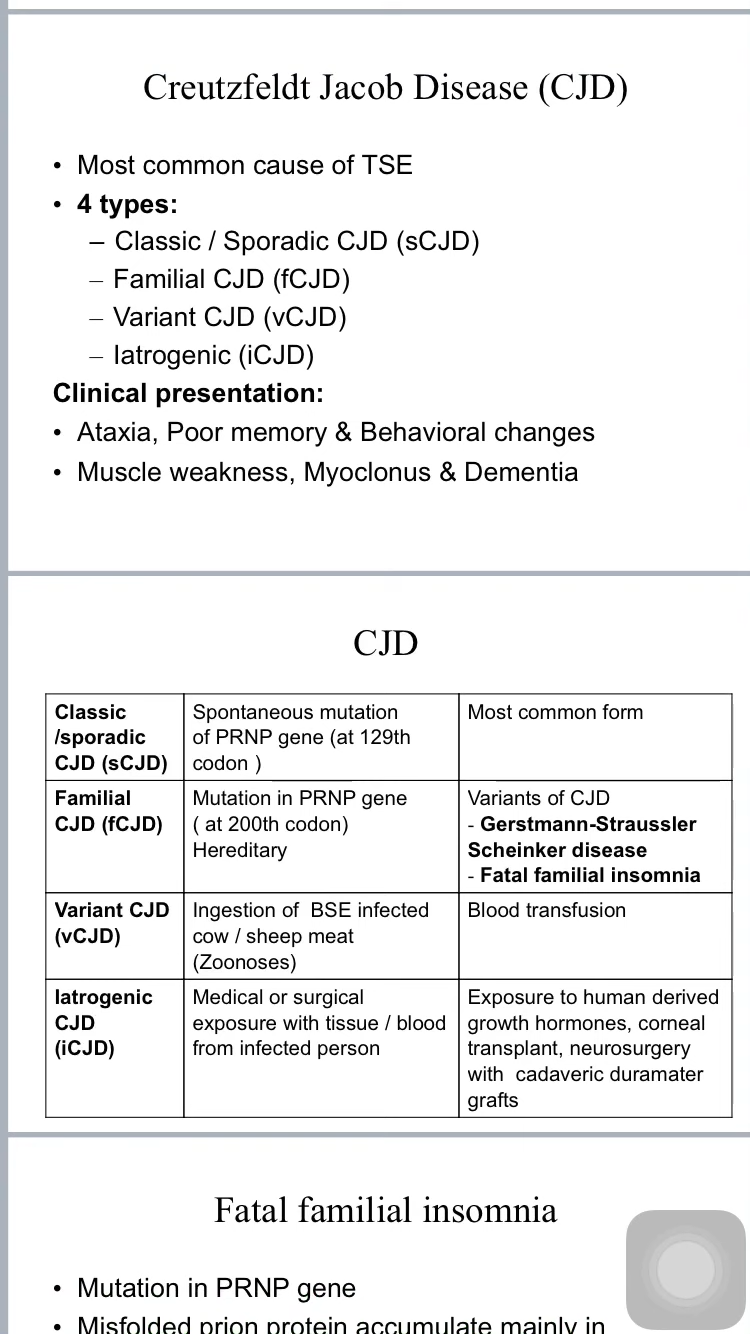 Creutzfeldt Jacob Disease (CJD)
• Most common cause of TSE
• 4 types:
– Classic / Sporadic CJD (sCJD)
– Familial CJD (fCJD)
– Variant CJD (vCJD)
– Iatrogenic (iCJD)
Clinical presentation:
• Ataxia, Poor memory & Behavioral changes
• Muscle weakness, Myoclonus & Dementia
CJD
Classic
/sporadic
CJD (sCJD)
Spontaneous mutation
of PRNP gene (at 129th
codon )
Most common form
Familial
CJD (fCJD)
Mutation in PRNP gene
( at 200th codon)
Hereditary
Variants of CJD
- Gerstmann-Straussler
Scheinker disease
- Fatal familial insomnia
Variant CJD
(vCJD)
Ingestion of BSE infected
cow / sheep meat
(Zoonoses)
Blood transfusion
Iatrogenic
CJD
(iCJD)
Medical or surgical
exposure with tissue / blood
from infected person
Exposure to human derived
growth hormones, corneal
transplant, neurosurgery
with cadaveric duramater
grafts
Fatal familial insomnia
• Mutation in PRNP gene
• Misfolded prion protein accumulate mainly in